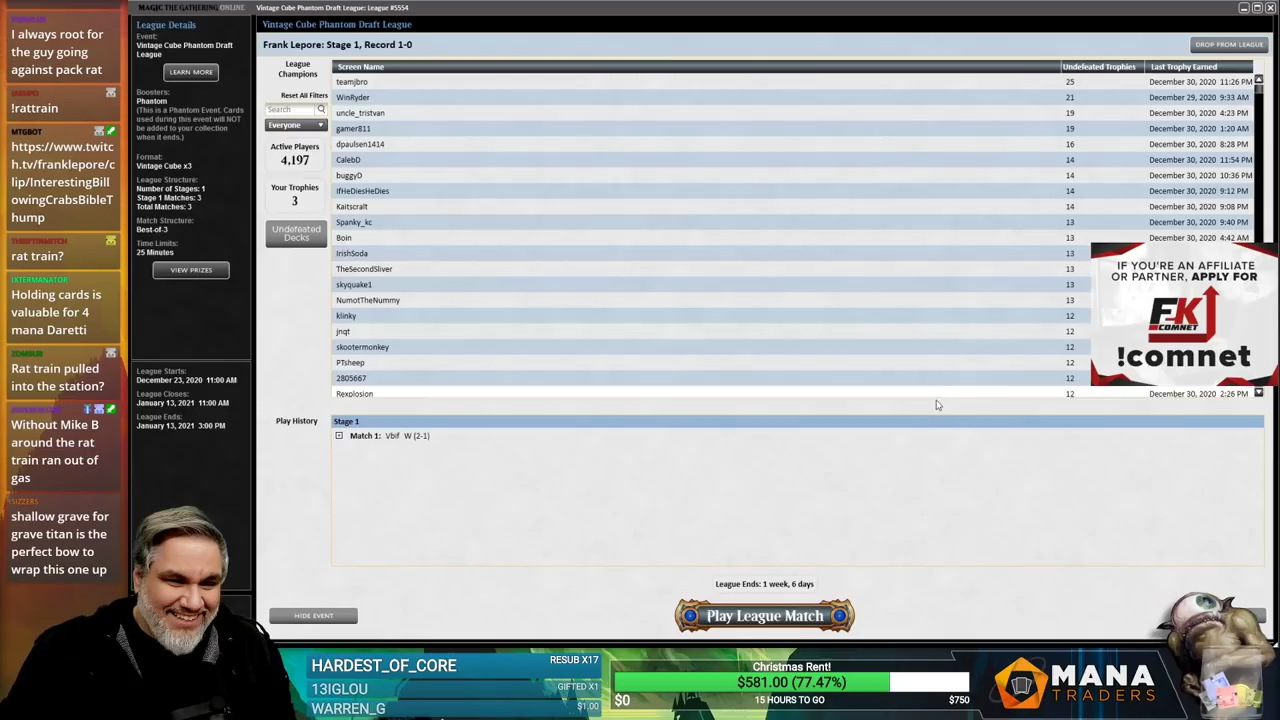 MAGIC THE GATHERING ONLINE
Vintage Cube Phantom Draft League: League #5554
I always root for
the guy going
against pack rat
!rattrain
MTGBOT
https://www.twitc
h.tv/franklepore/c
lip/InterestingBill
owingCrabsBibleT
hump
rat train?
IXTERMANATOR
Holding cards is
valuable for 4
mana Daretti
Rat train pulled
into the station?
Without Mike B
around the rat
train ran out of
gas
SIZZERS
shallow grave for
grave titan is the
perfect bow to
wrap this one up
League Details
Event:
Vintage Cube Phantom Draft
League
LEARN MORE
Boosters:
Phantom
(This is a Phantom Event. Cards
used during this event will NOT
be added to your collection
when it ends.)
Format:
Vintage Cube x3
League Structure:
Number of Stages: 1
Stage 1 Matches: 3
Total Matches: 3
Match Structure:
Best-of-3
Time Limits:
25 Minutes
VIEW PRIZES
League Starts:
December 23, 2020 11:00 AM
League Closes:
January 13, 2021 11:00 AM
League Ends:
January 13, 2021 3:00 PM
Vintage Cube Phantom Draft League
Frank Lepore: Stage 1, Record 1-0
DROP FROM LEAGUE
League
Champions
Reset All Filters
Search
Everyone
Active Players
4,197
Your Trophies
3
Undefeated
Decks
Screen Name Undefeated Trophies Last Trophy Earned
teamjbro 25 December 30, 2020 11:26 PM
WinRyder 21 December 29, 2020 9:33 AM
uncle_tristvan 19 December 30, 2020 4:23 PM
gamer811 19 December 30, 2020 1:20 AM
dpaulsen1414 16 December 30, 2020 8:28 PM
CalebD 14 December 30, 2020 11:54 PM
buggyD 14 December 30, 2020 10:36 PM
IfHeDiesHeDies 14 December 30, 2020 9:12 PM
Kaitscralt 14 December 30, 2020 9:08 PM
Spanky_kc 13 December 30, 2020 9:40 PM
Boin 13 December 30, 2020 4:42 AM
IrishSoda 13
TheSecondSliver 13
skyquake1 13
NumotTheNummy 13
klinky 12
jnqt 12
skootermonkey 12
PTsheep 12
2805667 12
Rexplosion 12 December 30, 2020 2:26 PM
IF YOU'RE AN AFFILIATE
OR PARTNER, APPLY FOR
COMNET
!comnet
Play History
Stage 1
Match 1: Vbif W (2-1)
League Ends: 1 week, 6 days
HIDE EVENT
Play League Match
HARDEST_OF_CORE RESUB X17
13IGLOU GIFTED X1
WARREN_G $1.00
Christmas Rent!
$581.00 (77.47%)
$0 15 HOURS TO GO $750
MANA
TRADERS